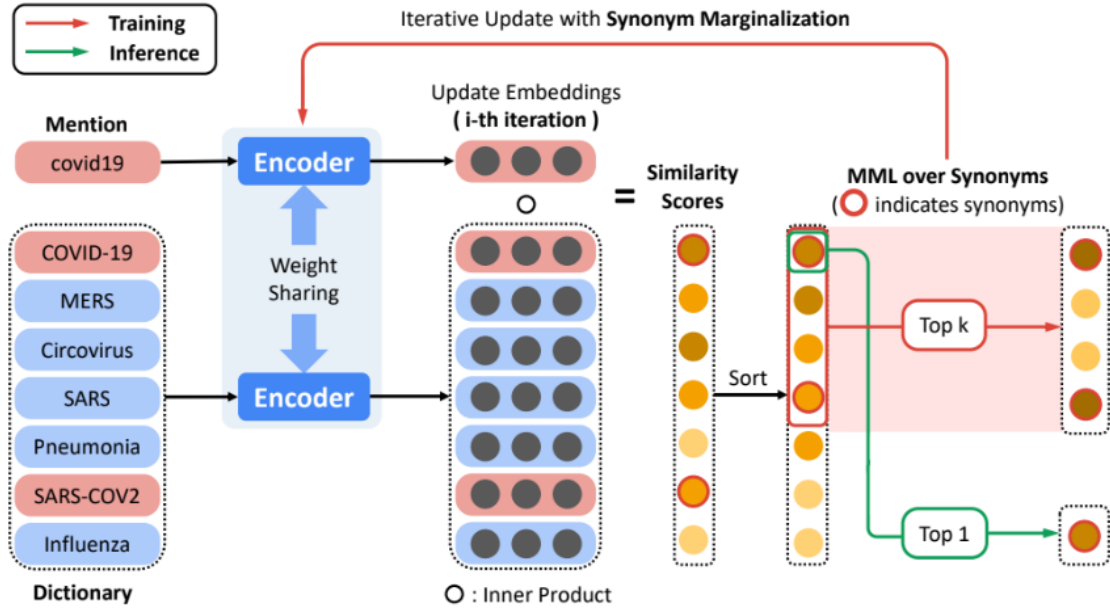 Training
Inference
Iterative Update with Synonym Marginalization
Update Embeddings
( i-th iteration )
Mention
covid19
Encoder
=
Similarity
Scores
MML over Synonyms
( O indicates synonyms)
Weight
Sharing
COVID-19
MERS
Circovirus
SARS
Pneumonia
SARS-COV2
Influenza
Dictionary
Encoder
Sort
Top k
Top 1
O : Inner Product